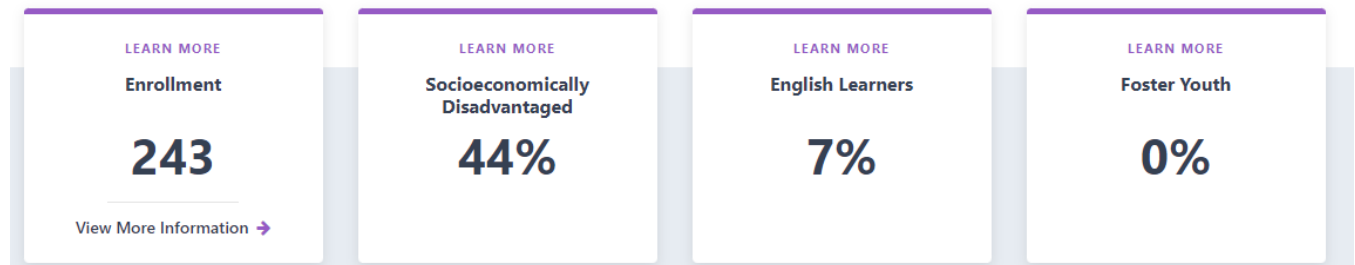 LEARN MORE
Enrollment
243
View More Information
LEARN MORE
Socioeconomically
Disadvantaged
44%
LEARN MORE
English Learners
7%
LEARN MORE
Foster Youth
0%